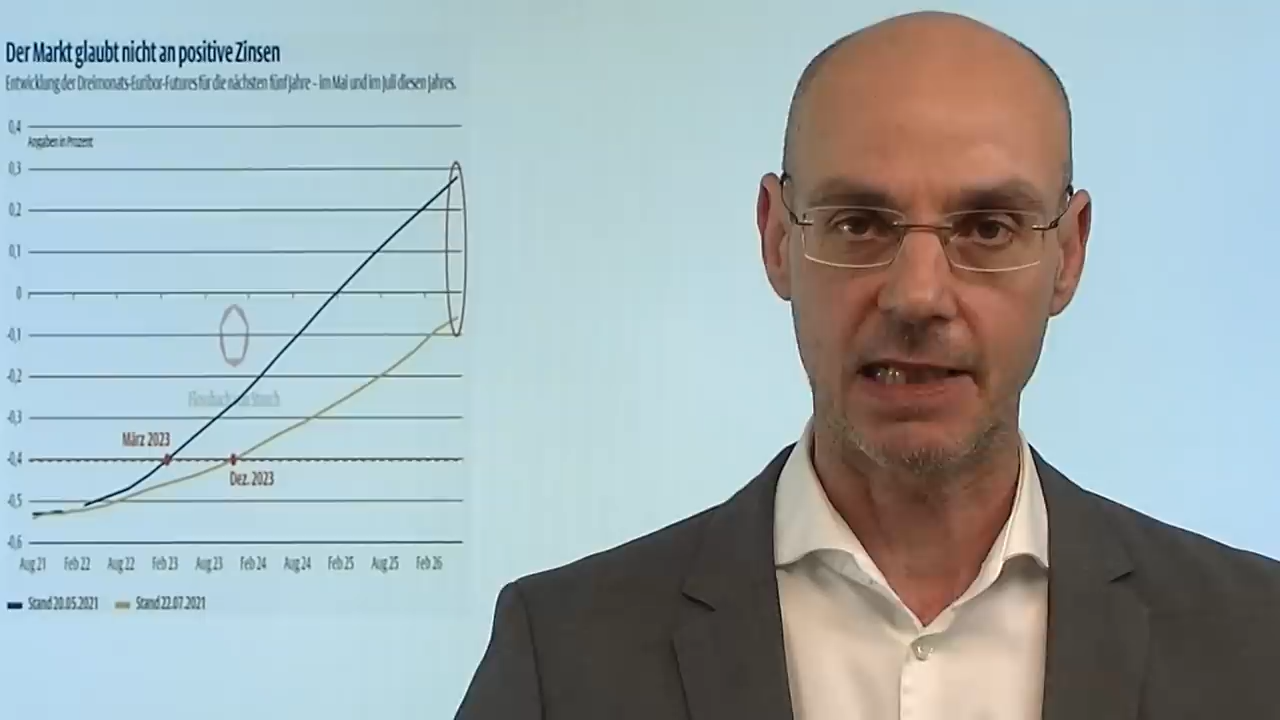 Der Markt glaubt nicht an positive Zinsen
Entwicklung der Dreimonats-Euribor-Futures für die nächsten fünf Jahre – im Mai und im Juli diesen Jahres.
0,4
Angaben in Prozent
0,3
0,2
0,1
0
-0,1
-0,2
-0,3
März 2023
-0,4
Dez. 2023
-0,5
-0,6
Aug 21 Feb 22 Aug 22 Feb 23 Aug 23 Feb 24 Aug 24 Feb 25 Aug 25 Feb 26
Stand 20.05.2021 Stand 22.07.2021